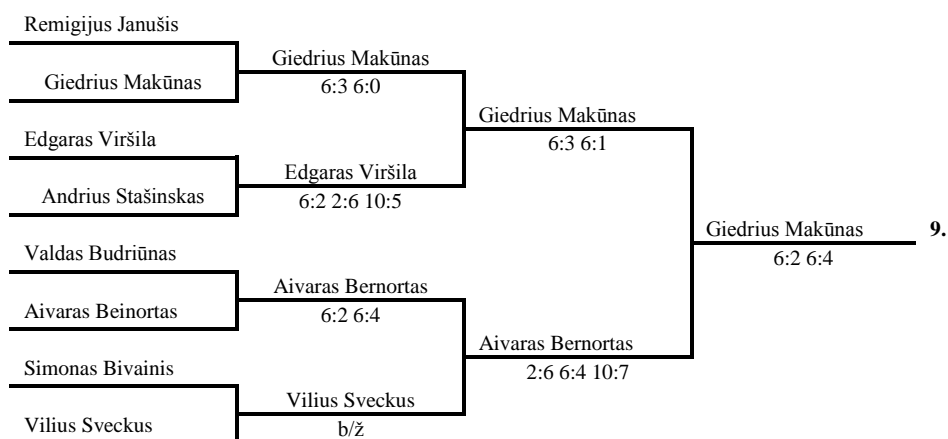 Remigijus Janušis
Giedrius Makūnas
Giedrius Makūnas
6:3 6:0
Giedrius Makūnas
6:3 6:1
Edgaras Viršila
Edgaras Viršila
Andrius Stašinskas
6:2 2:6 10:5
Giedrius Makūnas
9.
6:2 6:4
Valdas Budriūnas
Aivaras Bernortas
Aivaras Beinortas
6:2 6:4
Aivaras Bernortas
2:6 6:4 10:7
Simonas Bivainis
Vilius Sveckus
Vilius Sveckus
b/ž